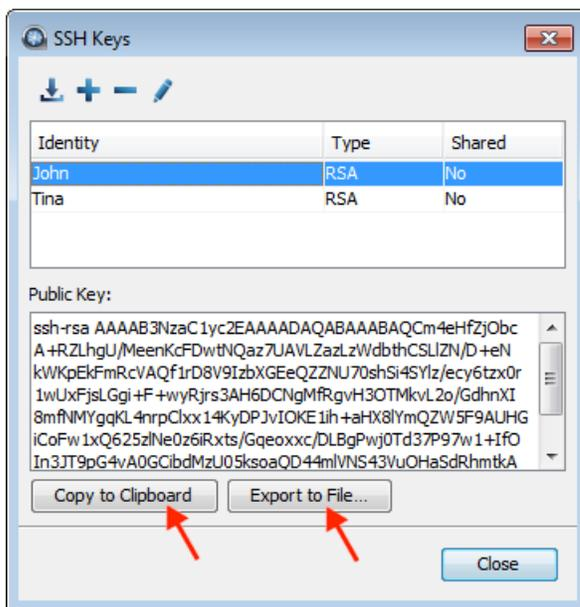 SSH Keys
Identity Type Shared
John RSA No
Tina RSA No
Public Key:
ssh-rsa AAAAB3NzaC1yc2EAAAADAQABAAABAQCm4eHfZjObc
A+RZLhgU/MeenKcFDwtNQaz7UAVLZazLzWdbthCSLlZN/D+eN
kWKpEkFmRcVAQf1rD8V9IzbXGEeQZZNU70shSi4SYlz/ecy6tzx0r
1wUxFjsLGgi+F+wyRjrs3AH6DCNgMfRgvH3OTMkvL2o/GdhnXI
8mfNMYgqKL4nrpClxx14KyDPJvIOKE1ih+aHX8lYmQZW5F9AUHG
iCoFw1xQ625zlNe0z6iRxts/Gqeoxxc/DLBgPwj0Td37P97w1+IfO
In3JT9pG4vA0GCibdMzU05ksoaQD44mlVNS43VuOHaSdRhmtkA
Copy to Clipboard Export to File...
Close